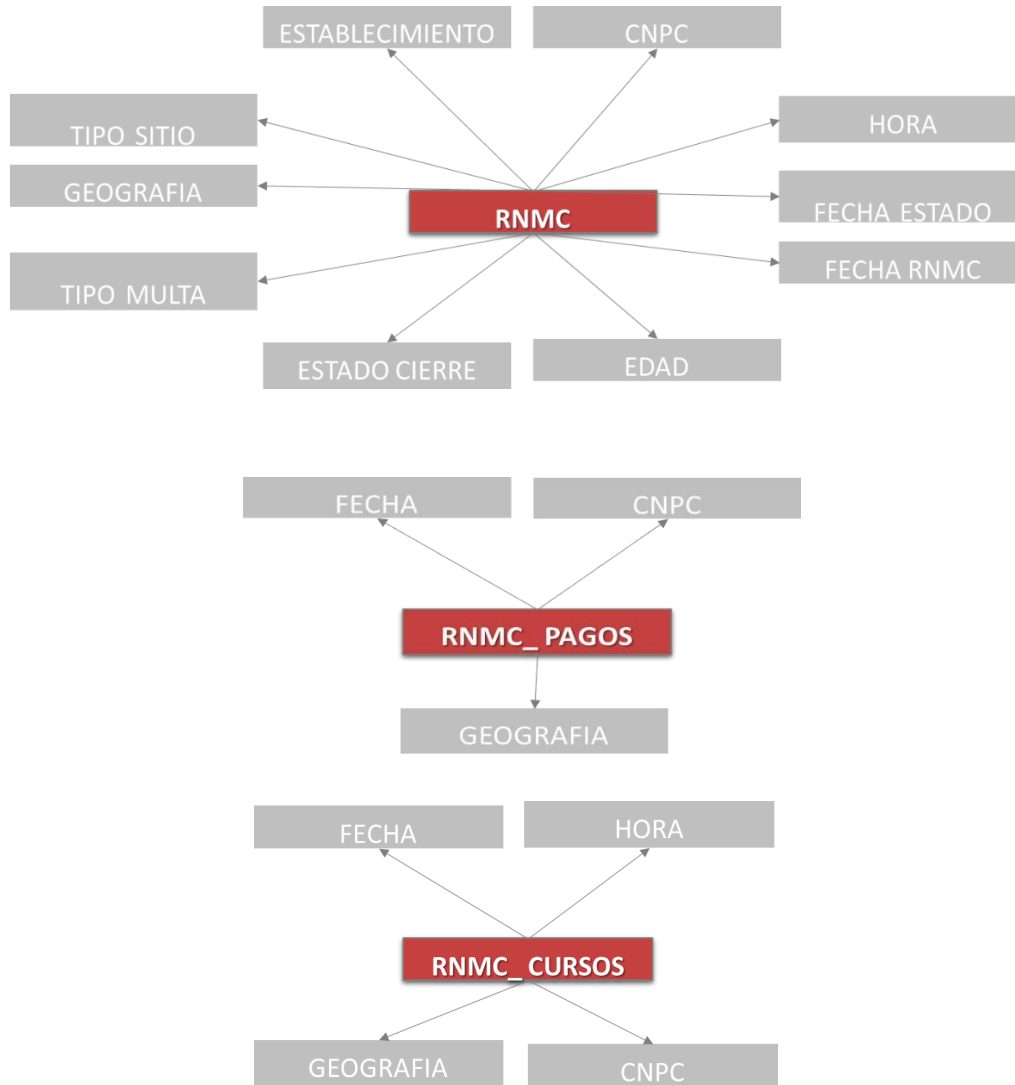 ESTABLECIMIENTO
CNPC
TIPO SITIO
HORA
GEOGRAFIA
RNMC
FECHA ESTADO
TIPO MULTA
FECHA RNMC
ESTADO CIERRE
EDAD
FECHA
CNPC
RNMC_ PAGOS
GEOGRAFIA
FECHA
HORA
RNMC_ CURSOS
GEOGRAFIA
CNPC